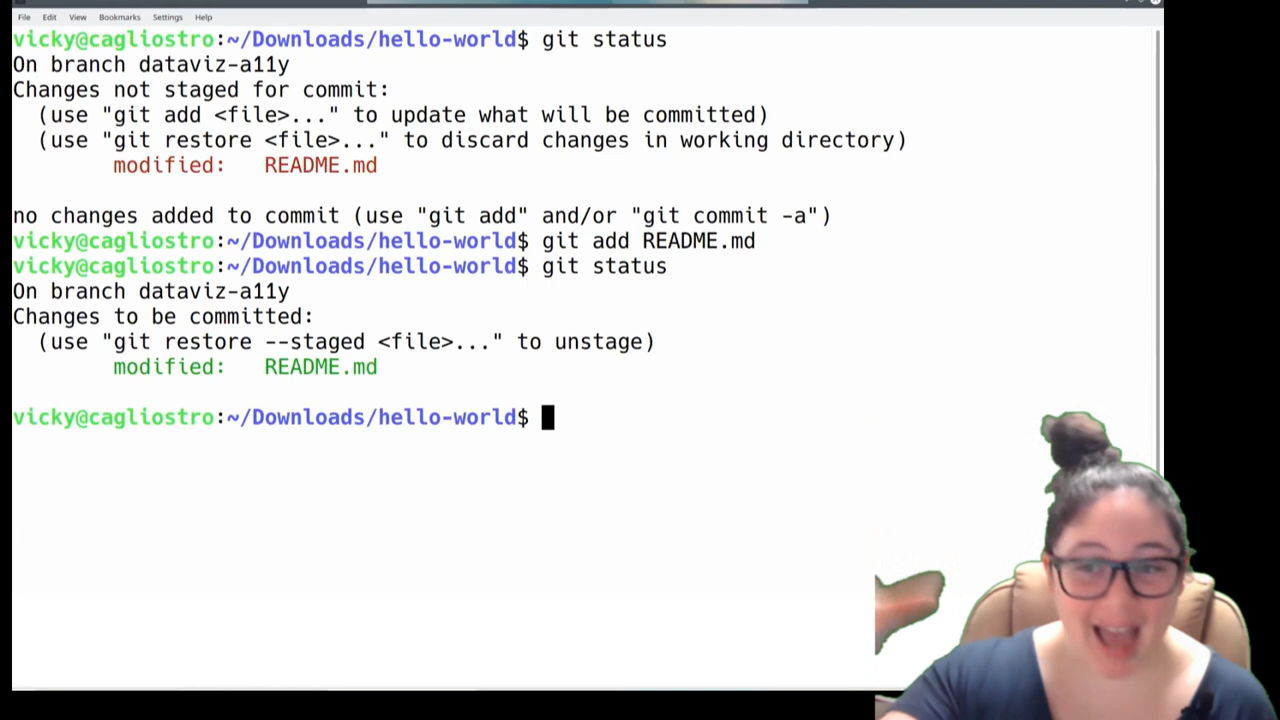 File Edit View Bookmarks Settings Help
vicky@cagliostro:~/Downloads/hello-world$ git status
On branch dataviz-a11y
Changes not staged for commit:
(use "git add <file>..." to update what will be committed)
(use "git restore <file>..." to discard changes in working directory)
modified: README.md
no changes added to commit (use "git add" and/or "git commit -a")
vicky@cagliostro:~/Downloads/hello-world$ git add README.md
vicky@cagliostro:~/Downloads/hello-world$ git status
On branch dataviz-a11y
Changes to be committed:
(use "git restore --staged <file>..." to unstage)
modified: README.md
vicky@cagliostro:~/Downloads/hello-world$